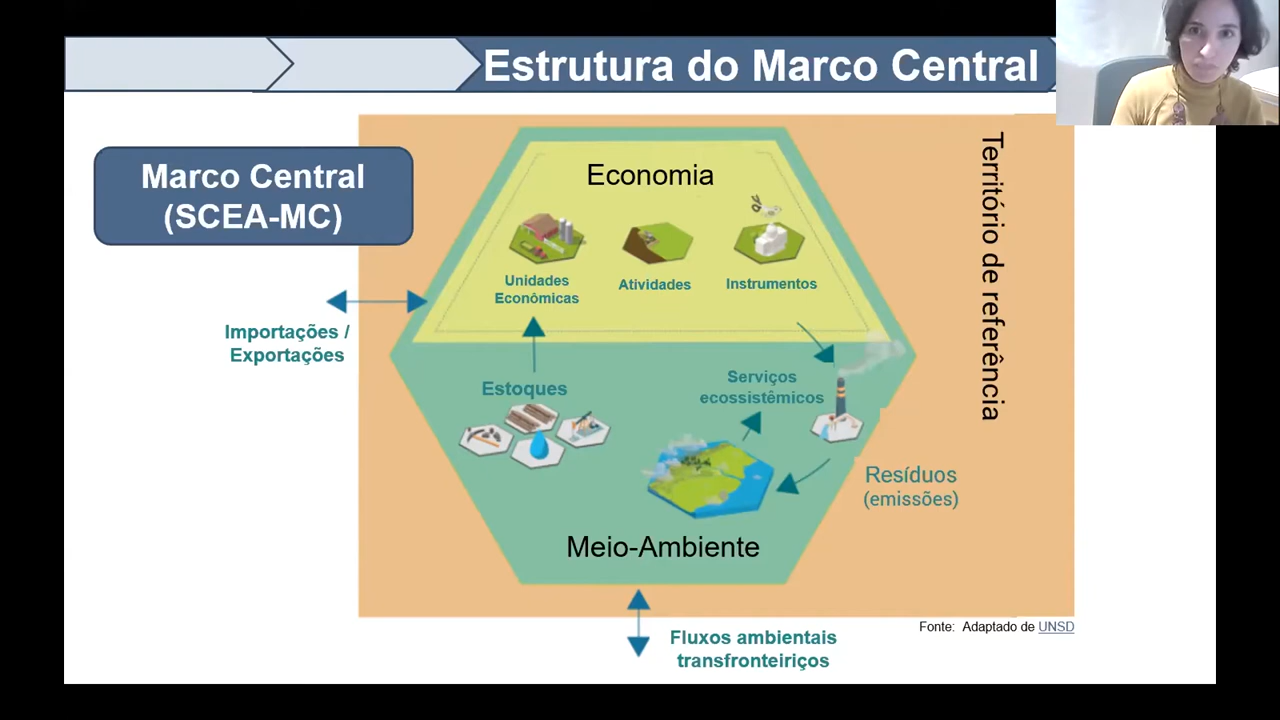 Estrutura do Marco Central
Marco Central
(SCEA-MC)
Economia
Unidades
Econômicas
Atividades
Instrumentos
Território de referência
Importações /
Exportações
Estoques
Serviços
ecossistêmicos
Resíduos
(emissões)
Meio-Ambiente
Fonte: Adaptado de UNSD
Fluxos ambientais
transfronteiriços